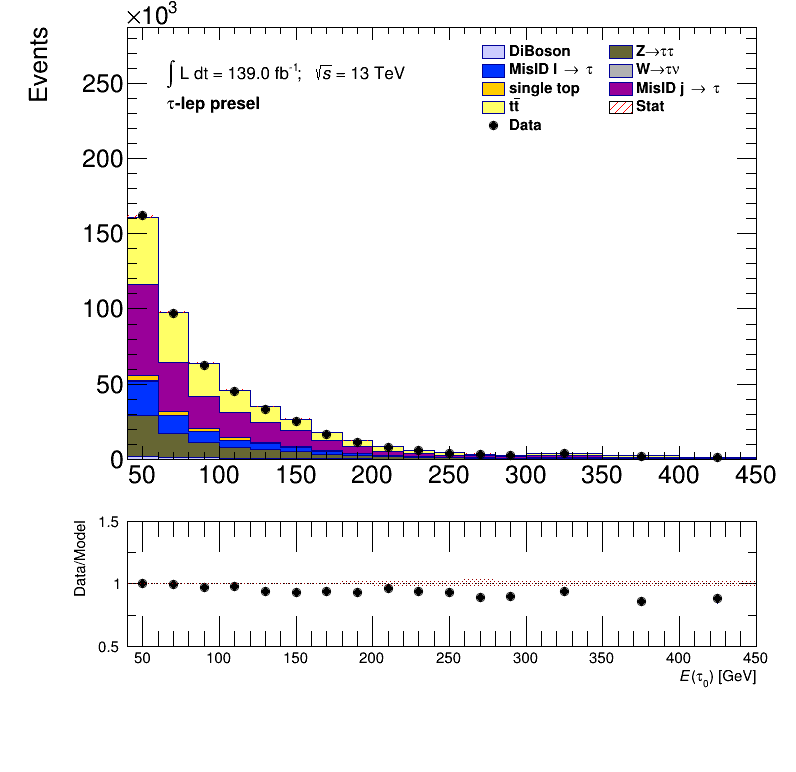 ×10³
Events
250
200
150
100
50
0
∫ L dt = 139.0 fb⁻¹; √s = 13 TeV
τ-lep presel
DiBoson
Z→ττ
MisID l → τ
W→τν
single top
MisID j → τ
tt̄
Stat
Data
50 100 150 200 250 300 350 400 450
Data/Model
1.5
1
0.5
50 100 150 200 250 300 350 400 450
E(τ₀) [GeV]